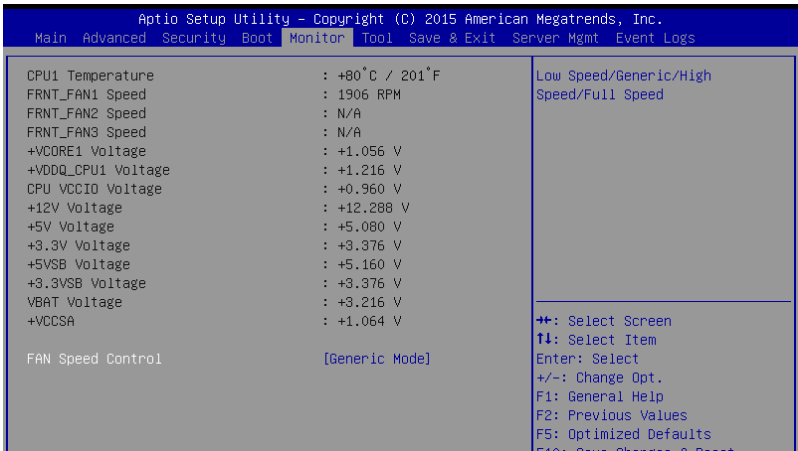 Aptio Setup Utility – Copyright (C) 2015 American Megatrends, Inc.
Main Advanced Security Boot Monitor Tool Save & Exit Server Mgmt Event Logs
CPU1 Temperature : +80°C / 201°F
FRNT_FAN1 Speed : 1906 RPM
FRNT_FAN2 Speed : N/A
FRNT_FAN3 Speed : N/A
+VCORE1 Voltage : +1.056 V
+VDDQ_CPU1 Voltage : +1.216 V
CPU VCCIO Voltage : +0.960 V
+12V Voltage : +12.288 V
+5V Voltage : +5.080 V
+3.3V Voltage : +3.376 V
+5VSB Voltage : +5.160 V
+3.3VSB Voltage : +3.376 V
VBAT Voltage : +3.216 V
+VCCSA : +1.064 V
FAN Speed Control [Generic Mode]
Low Speed/Generic/High
Speed/Full Speed
→←: Select Screen
↑↓: Select Item
Enter: Select
+/-: Change Opt.
F1: General Help
F2: Previous Values
F5: Optimized Defaults